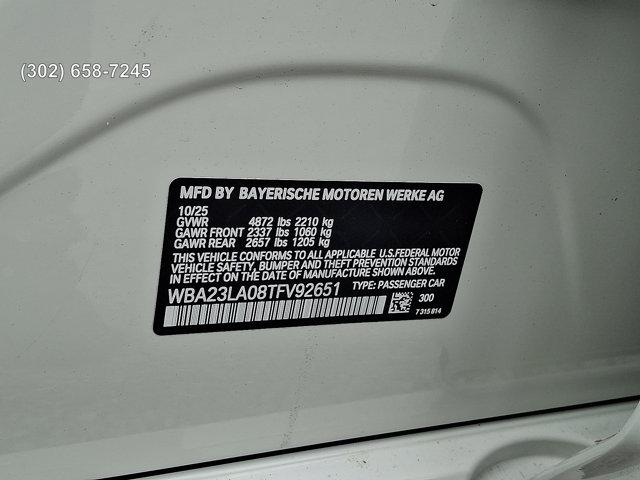 (302) 658-7245
MFD BY BAYERISCHE MOTOREN WERKE AG
10/25
GVWR 4872 lbs 2210 kg
GAWR FRONT 2337 lbs 1060 kg
GAWR REAR 2657 lbs 1205 kg
THIS VEHICLE CONFORMS TO ALL APPLICABLE U.S.FEDERAL MOTOR
VEHICLE SAFETY, BUMPER, AND THEFT PREVENTION STANDARDS
IN EFFECT ON THE DATE OF MANUFACTURE SHOWN ABOVE.
WBA23LA08TFV92651 TYPE: PASSENGER CAR
300
7 315 814